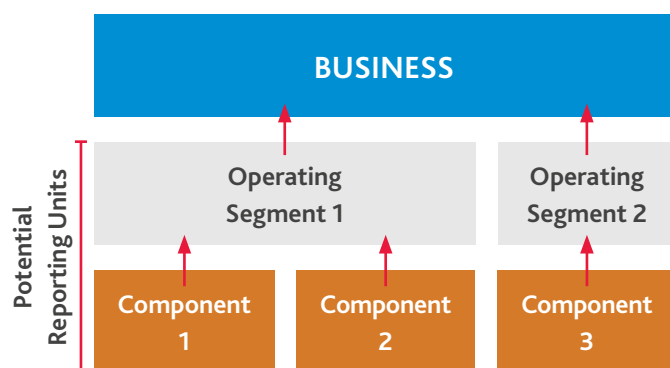 BUSINESS
Potential
Reporting Units
Operating
Segment 1
Operating
Segment 2
Component
1
Component
2
Component
3